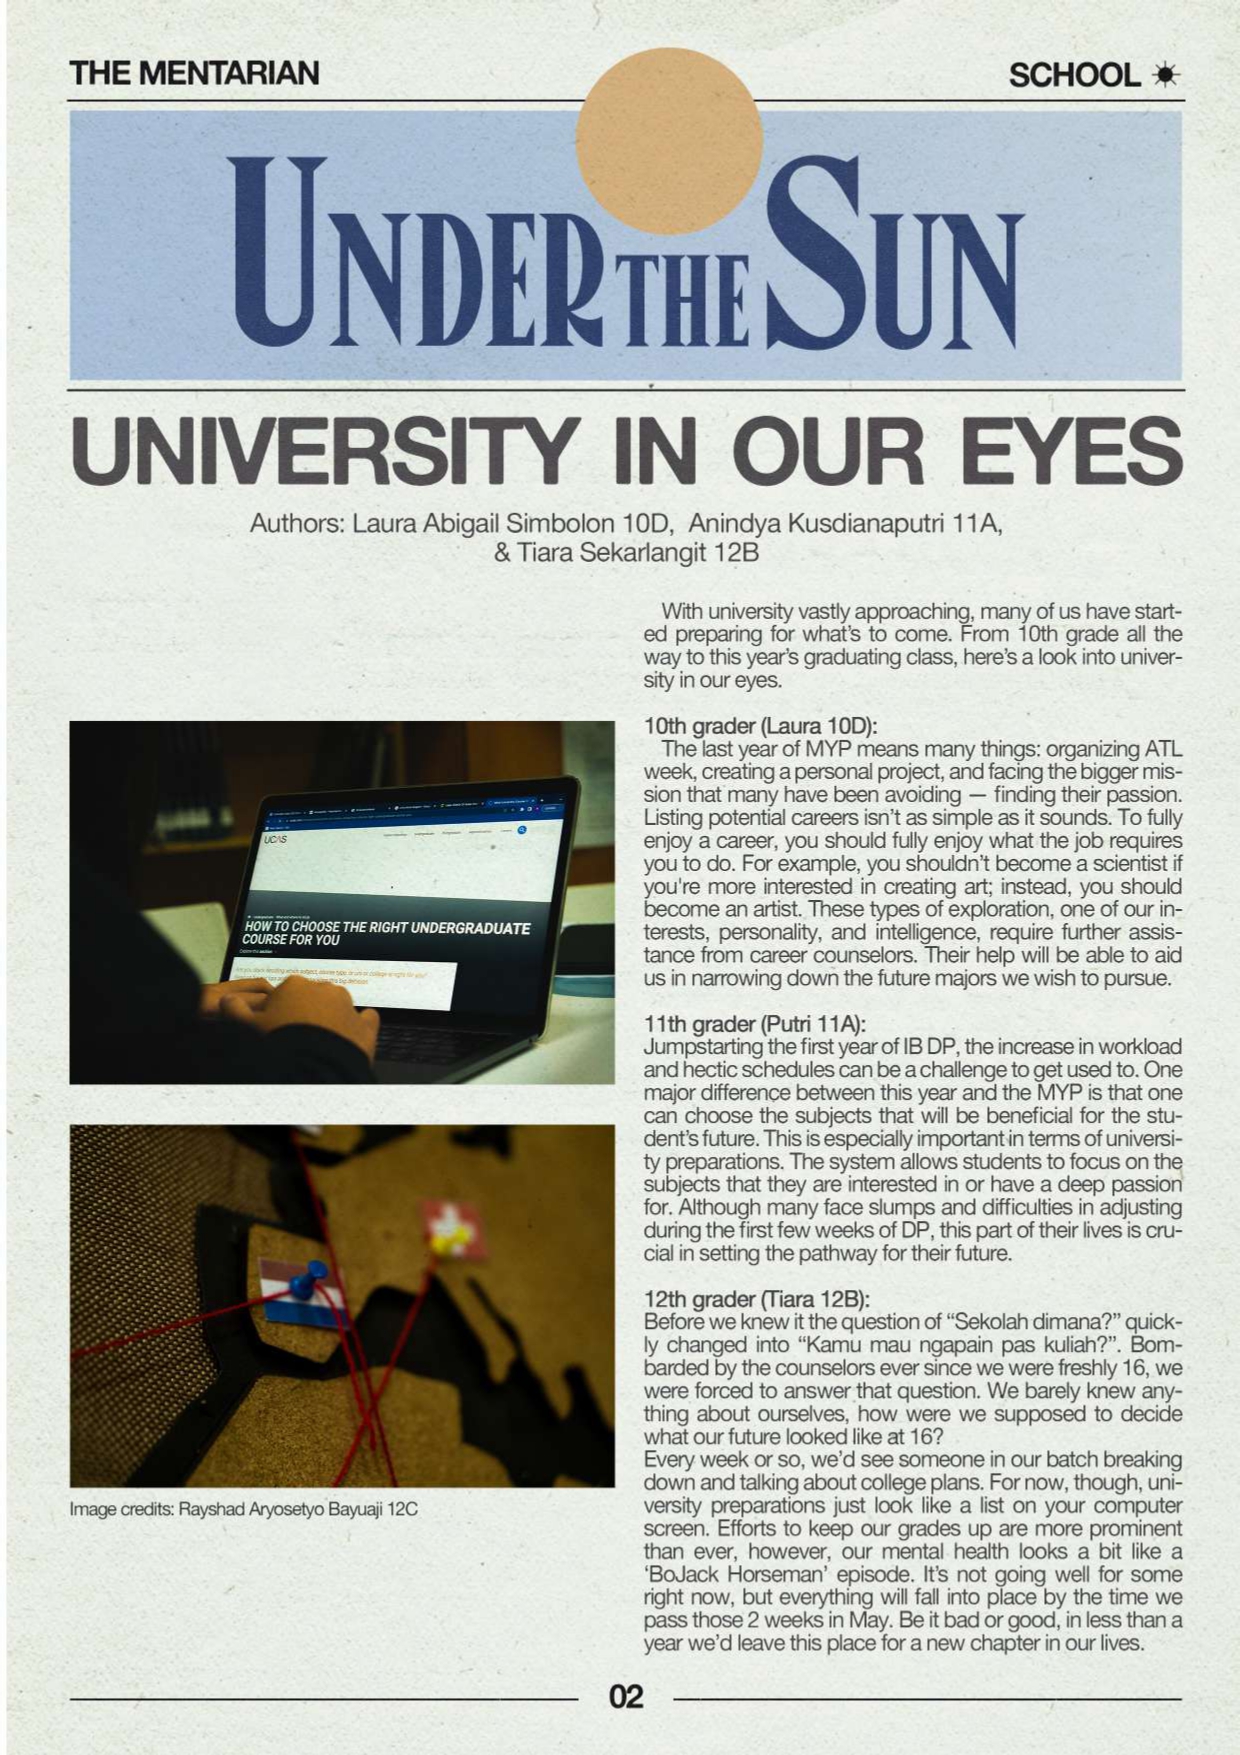 THE MENTARIAN
SCHOOL
UNDER THE SUN
UNIVERSITY IN OUR EYES
Authors: Laura Abigail Simbolon 10D, Anindya Kusdianaputri 11A,
& Tiara Sekarlangit 12B
With university vastly approaching, many of us have start-
ed preparing for what's to come. From 10th grade all the
way to this year's graduating class, here's a look into univer-
sity in our eyes.
10th grader (Laura 10D):
The last year of MYP means many things: organizing ATL
week, creating a personal project, and facing the bigger mis-
sion that many have been avoiding — finding their passion.
Listing potential careers isn't as simple as it sounds. To fully
enjoy a career, you should fully enjoy what the job requires
you to do. For example, you shouldn't become a scientist if
you're more interested in creating art; instead, you should
become an artist. These types of exploration, one of our in-
terests, personality, and intelligence, require further assis-
tance from career counselors. Their help will be able to aid
us in narrowing down the future majors we wish to pursue.
11th grader (Putri 11A):
Jumpstarting the first year of IB DP, the increase in workload
and hectic schedules can be a challenge to get used to. One
major difference between this year and the MYP is that one
can choose the subjects that will be beneficial for the stu-
dent's future. This is especially important in terms of universi-
ty preparations. The system allows students to focus on the
subjects that they are interested in or have a deep passion
for. Although many face slumps and difficulties in adjusting
during the first few weeks of DP, this part of their lives is cru-
cial in setting the pathway for their future.
12th grader (Tiara 12B):
Before we knew it the question of “Sekolah dimana?” quick-
ly changed into “Kamu mau ngapain pas kuliah?”. Bom-
barded by the counselors ever since we were freshly 16, we
were forced to answer that question. We barely knew any-
thing about ourselves, how were we supposed to decide
what our future looked like at 16?
Every week or so, we'd see someone in our batch breaking
down and talking about college plans. For now, though, uni-
versity preparations just look like a list on your computer
screen. Efforts to keep our grades up are more prominent
than ever, however, our mental health looks a bit like a
‘BoJack Horseman’ episode. It's not going well for some
right now, but everything will fall into place by the time we
pass those 2 weeks in May. Be it bad or good, in less than a
year we'd leave this place for a new chapter in our lives.
UCAS
HOW TO CHOOSE THE RIGHT UNDERGRADUATE
COURSE FOR YOU
Image credits: Rayshad Aryosetyo Bayuaji 12C
02